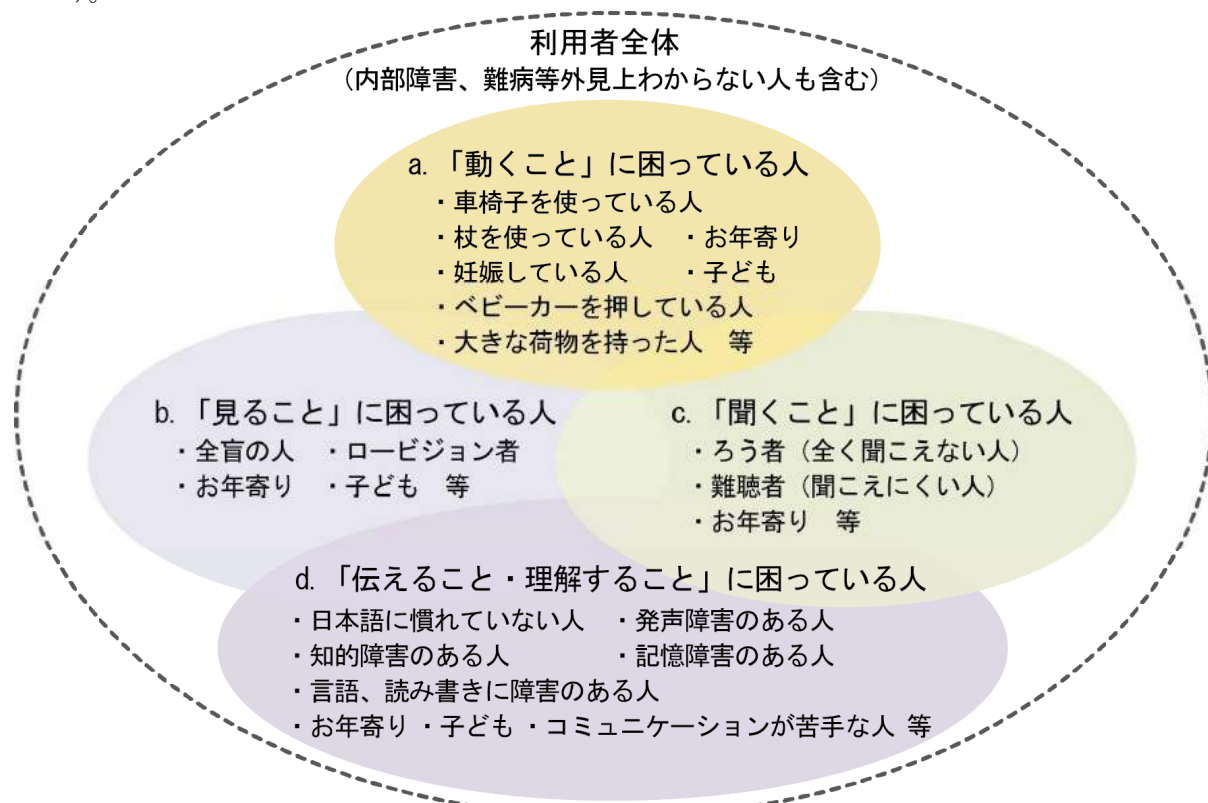 す。
利用者全体
（内部障害、難病等外見上わからない人も含む）
a. 「動くこと」に困っている人
・車椅子を使っている人
・杖を使っている人　・お年寄り
・妊娠している人　・子ども
・ベビーカーを押している人
・大きな荷物を持った人　等
b. 「見ること」に困っている人
・全盲の人　・ロービジョン者
・お年寄り　・子ども　等
c. 「聞くこと」に困っている人
・ろう者（全く聞こえない人）
・難聴者（聞こえにくい人）
・お年寄り　等
d. 「伝えること・理解すること」に困っている人
・日本語に慣れていない人　・発声障害のある人
・知的障害のある人　・記憶障害のある人
・言語、読み書きに障害のある人
・お年寄り ・子ども ・コミュニケーションが苦手な人 等